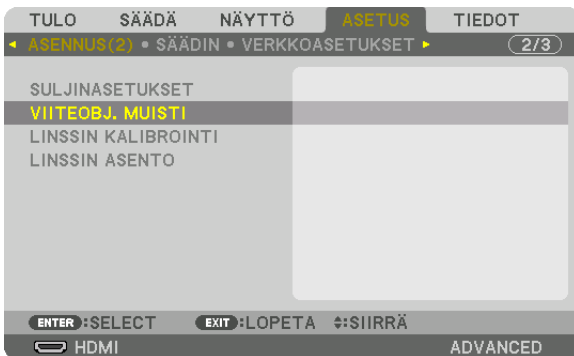 TULO SÄÄDÄ NÄYTTÖ ASETUS TIEDOT
ASENNUS(2) • SÄÄDIN • VERKKOASETUKSET 2/3
SULJINASETUKSET
VIITEOBJ. MUISTI
LINSSIN KALIBROINTI
LINSSIN ASENTO
ENTER :SELECT EXIT :LOPETA :SIIRRÄ
HDMI ADVANCED